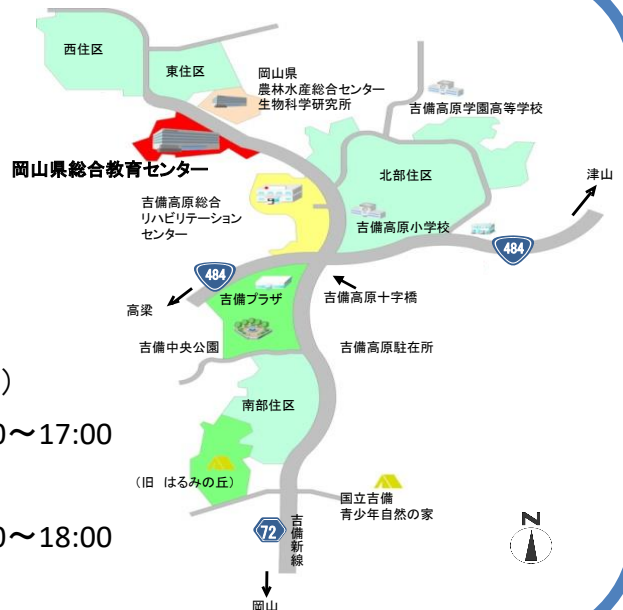 西住区
東住区
岡山県
農林水産総合センター
生物科学研究所
吉備高原学園高等学校
岡山県総合教育センター
北部住区
津山
吉備高原総合
リハビリテーション
センター
吉備高原小学校
484
484
吉備プラザ
吉備高原十字橋
高梁
吉備中央公園
吉備高原駐在所
）
南部住区
0～17:00
（旧 はるみの丘）
国立吉備
青少年自然の家
0～18:00
72
吉備新線
N
岡山